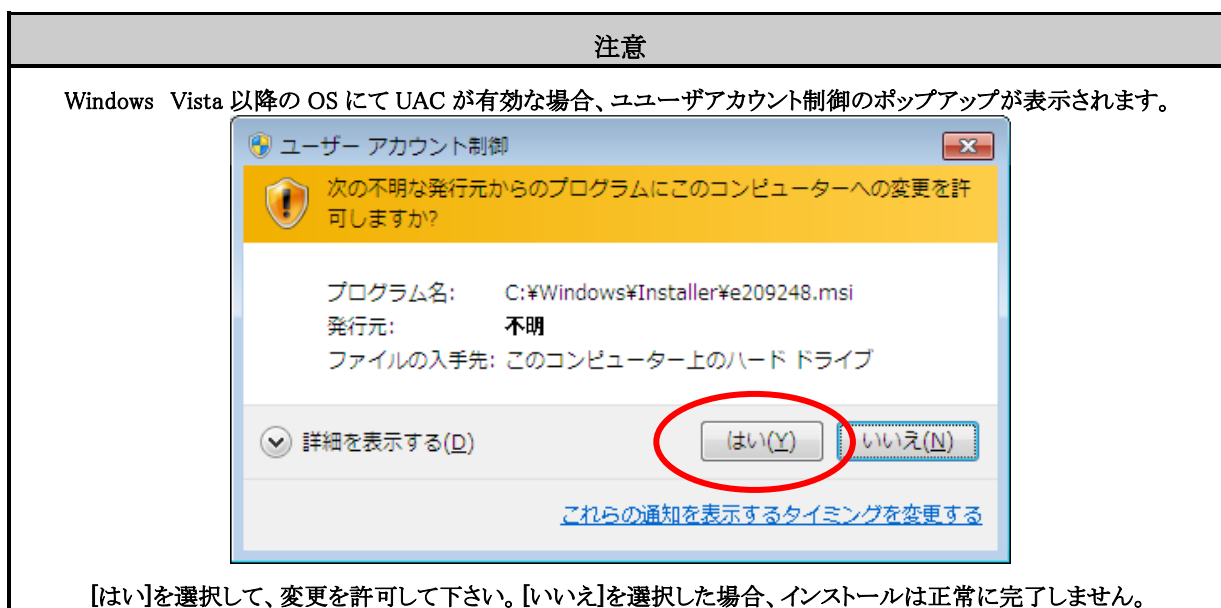 注意
Windows Vista 以降の OS にて UAC が有効な場合、ユユーザアカウント制御のポップアップが表示されます。
ユーザー アカウント制御
次の不明な発行元からのプログラムにこのコンピューターへの変更を許
可しますか?
プログラム名: C:¥Windows¥Installer¥e209248.msi
発行元: 不明
ファイルの入手先: このコンピューター上のハード ドライブ
詳細を表示する(D) はい(Y) いいえ(N)
これらの通知を表示するタイミングを変更する
[はい]を選択して、変更を許可して下さい。[いいえ]を選択した場合、インストールは正常に完了しません。